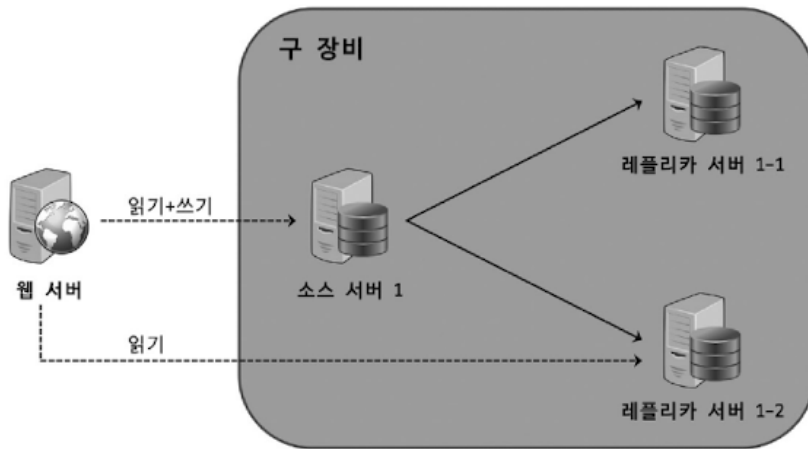 구 장비
레플리카 서버 1-1
읽기+쓰기
웹 서버
소스 서버 1
읽기
레플리카 서버 1-2